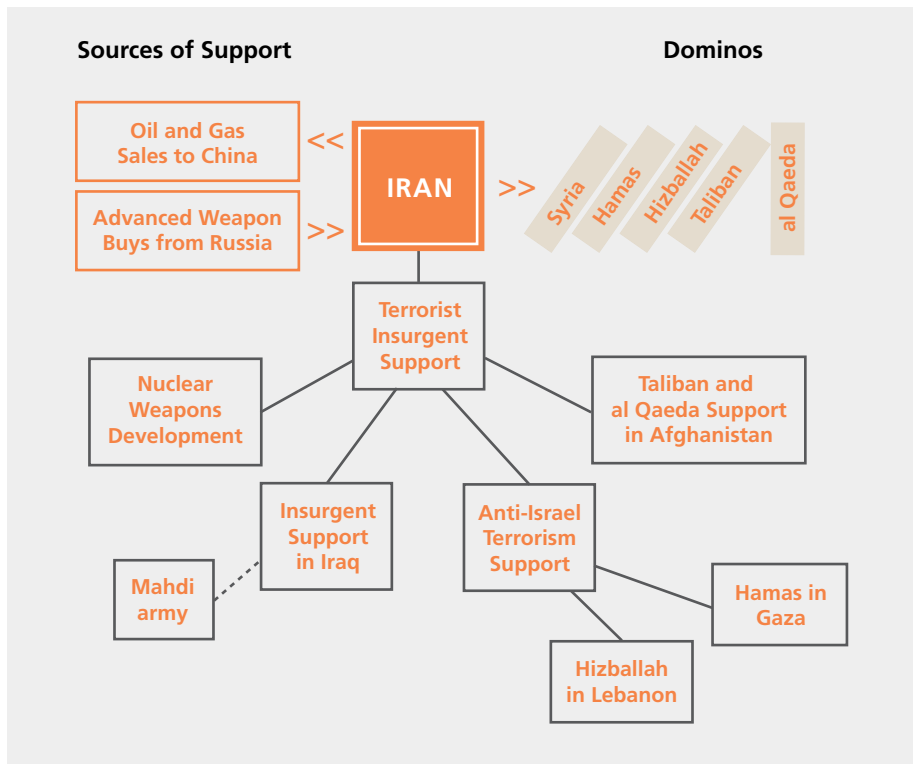 Sources of Support
Dominos
Oil and Gas
Sales to China
<<
Advanced Weapon
Buys from Russia
>>
IRAN
>>
Syria
Hamas
Hizballah
Taliban
al Qaeda
Terrorist
Insurgent
Support
Nuclear
Weapons
Development
Taliban and
al Qaeda Support
in Afghanistan
Insurgent
Support
in Iraq
Anti-Israel
Terrorism
Support
Mahdi
army
Hamas in
Gaza
Hizballah
in Lebanon